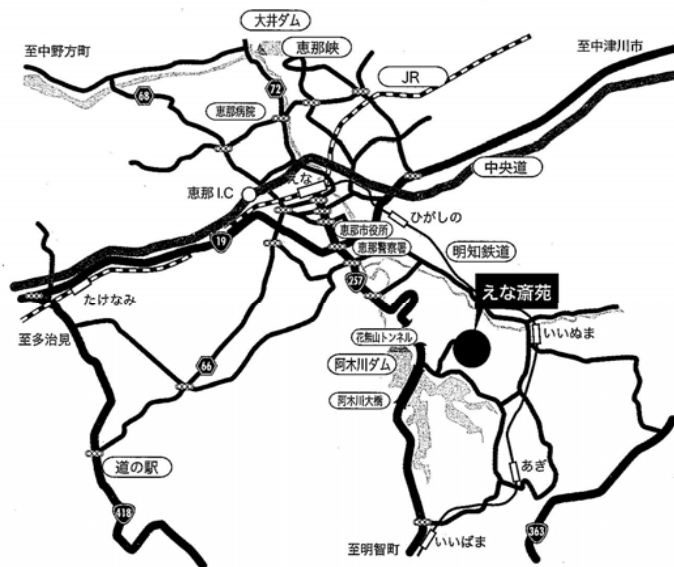 大井ダム
恵那峡
至中野方町
至中津川市
JR
72
68
恵那病院
中央道
えな
恵那I.C
ひがしの
19
恵那市役所
恵那警察署
明知鉄道
257
えな斎苑
たけなみ
いいぬま
至多治見
花無山トンネル
阿木川ダム
66
阿木川大橋
道の駅
あぎ
418
363
至明智町
いいばま